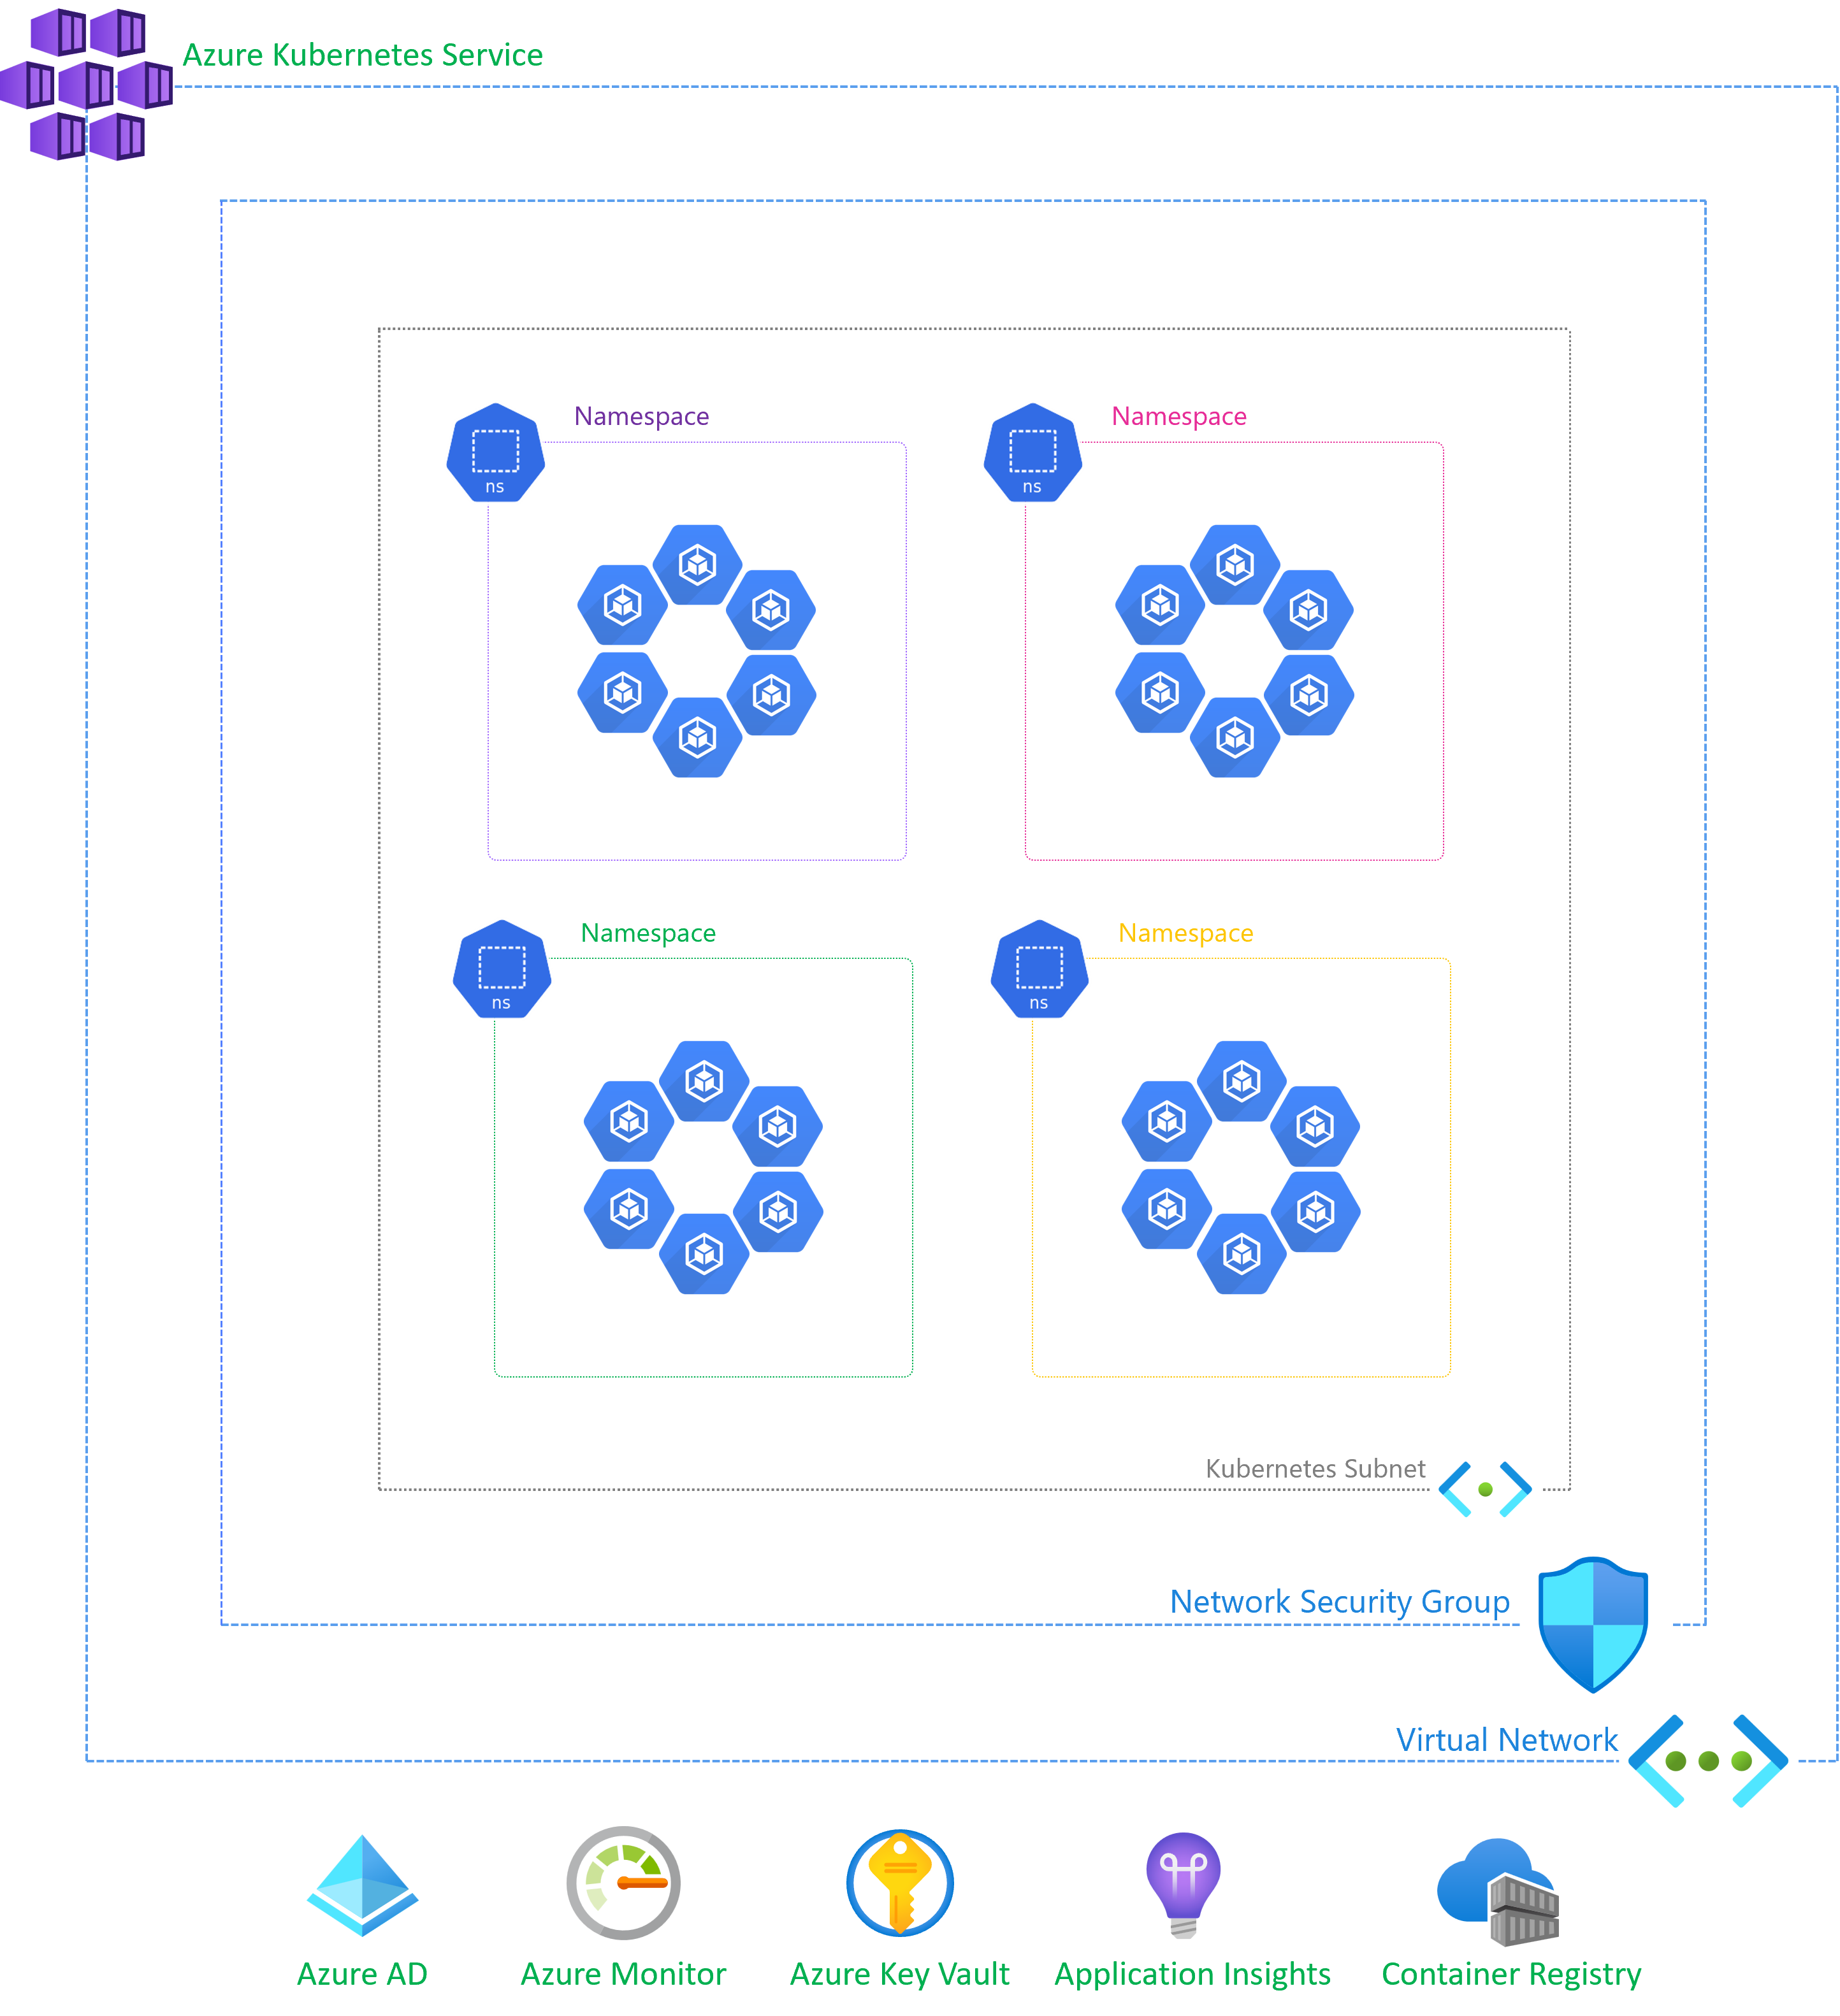 Azure Kubernetes Service
Namespace
Namespace
ns
ns
Namespace
Namespace
ns
ns
Kubernetes Subnet
Network Security Group
Virtual Network
Azure AD
Azure Monitor
Azure Key Vault
Application Insights
Container Registry